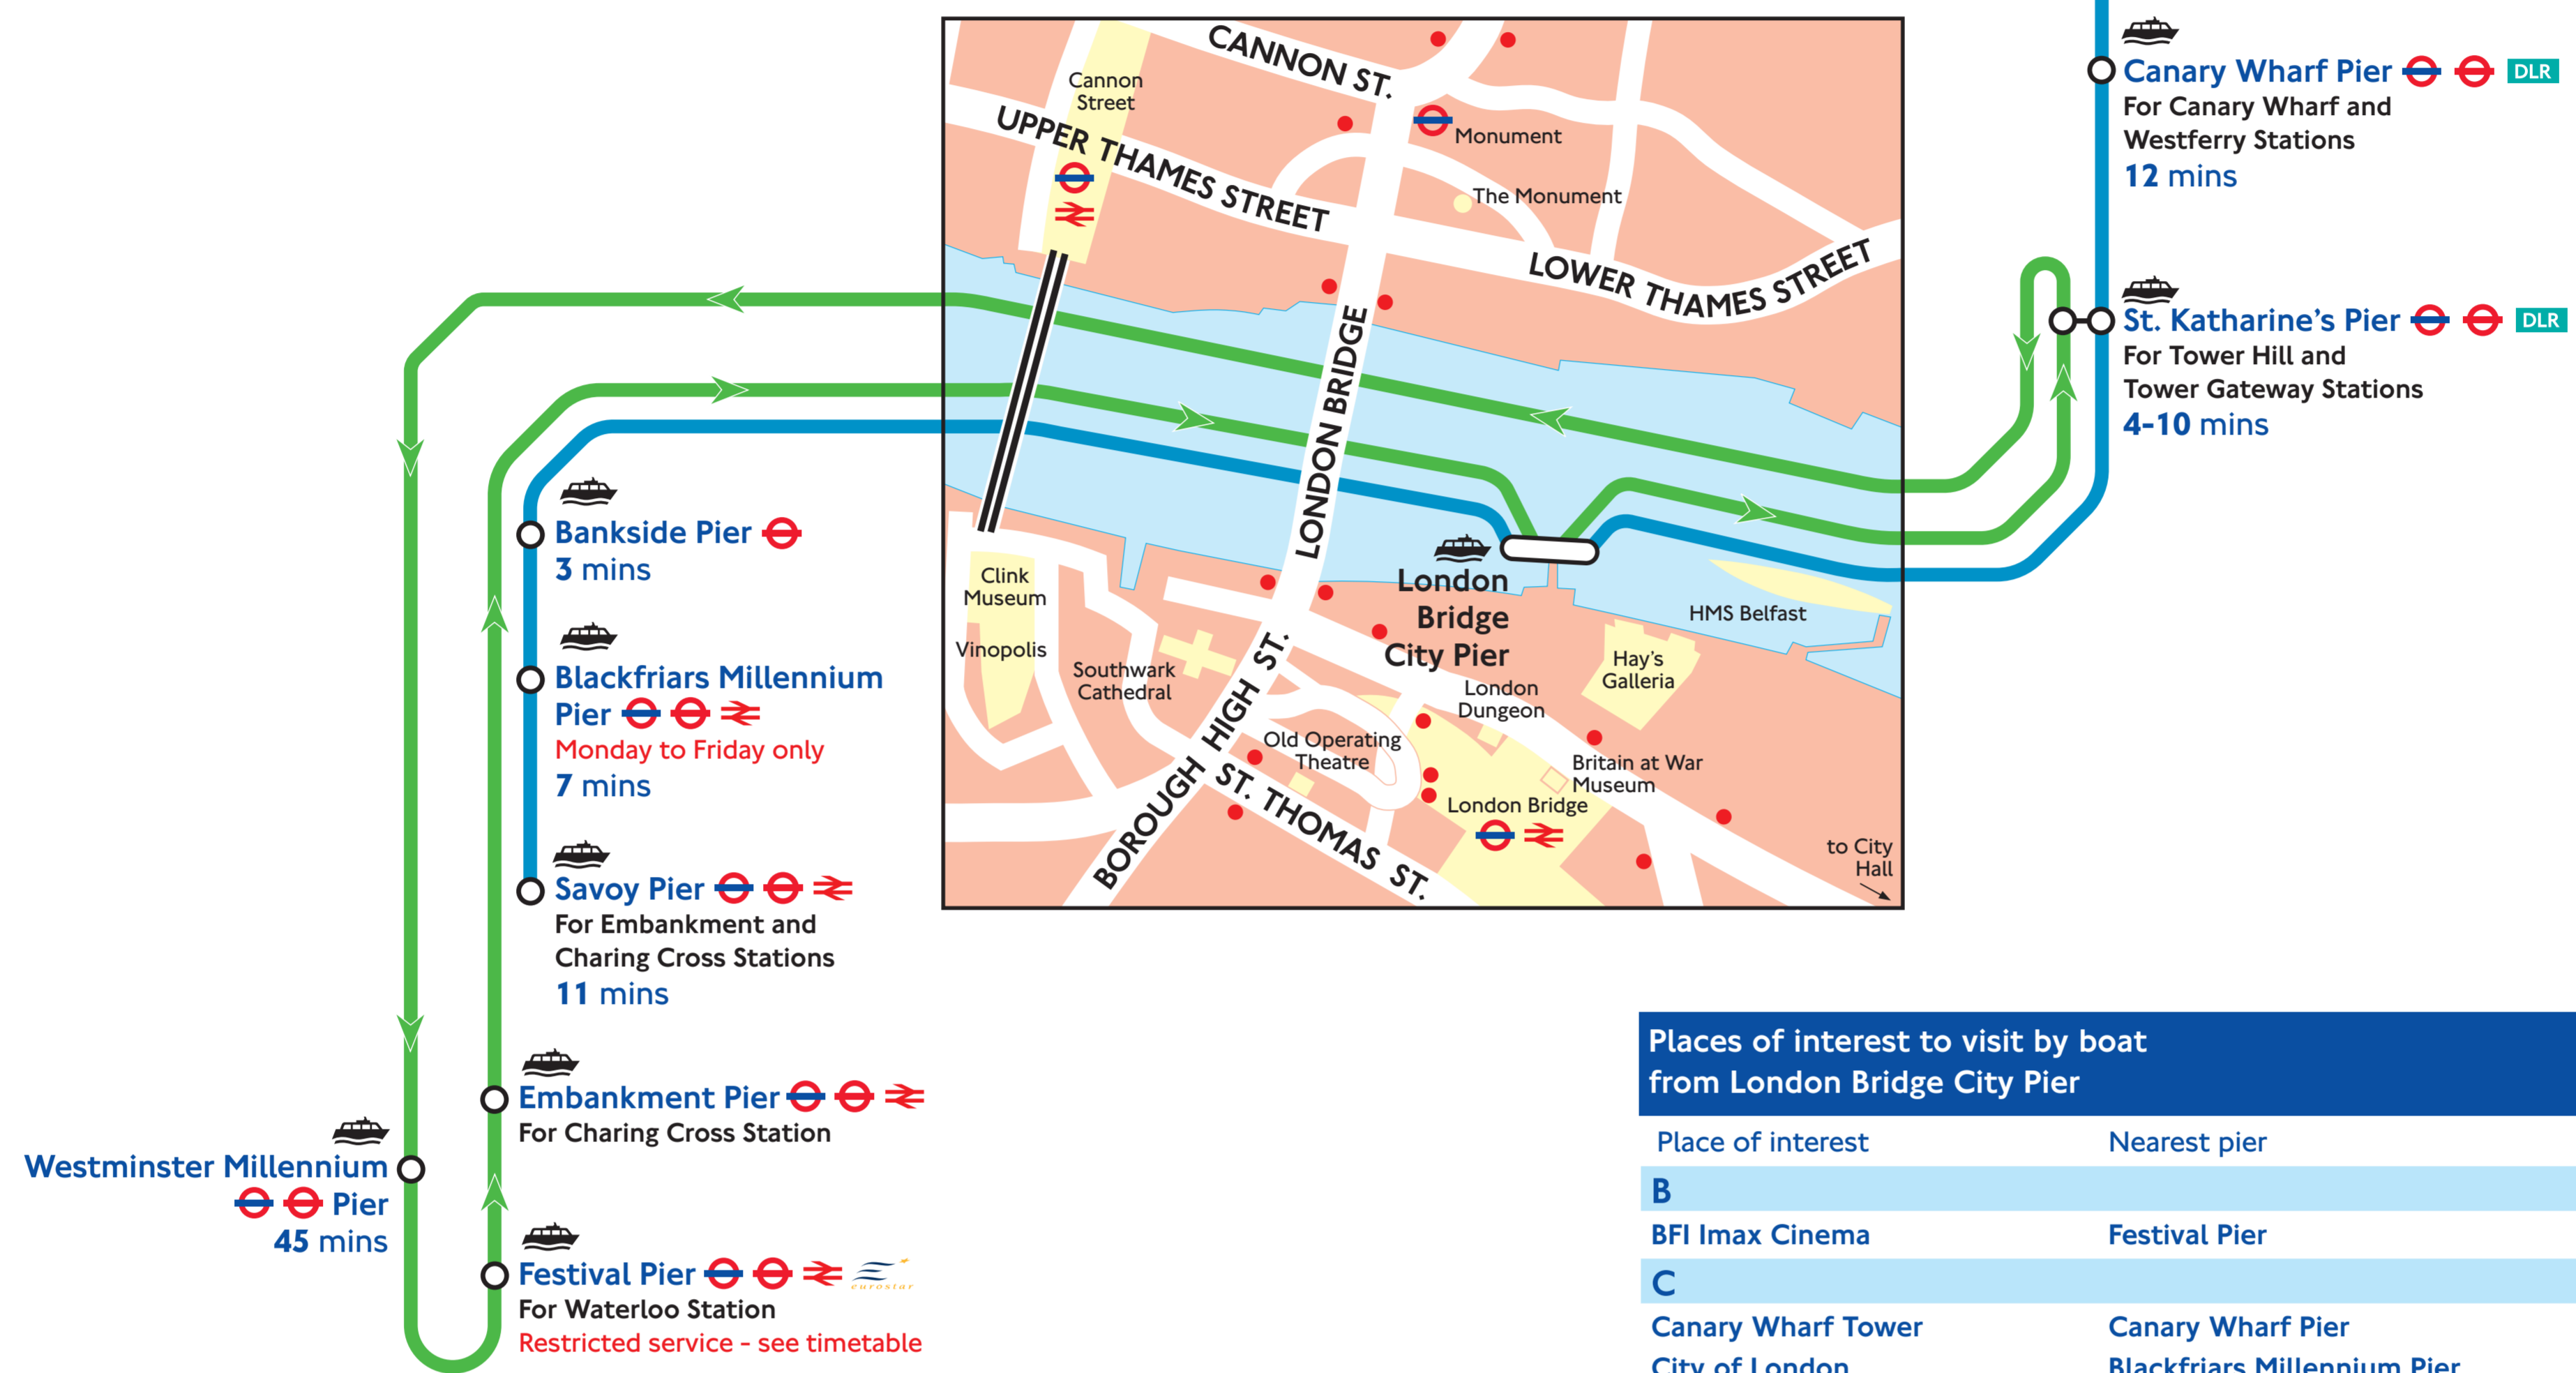 Canary Wharf Pier DLR
For Canary Wharf and
Westferry Stations
12 mins
St. Katharine's Pier DLR
For Tower Hill and
Tower Gateway Stations
4-10 mins
CANNON ST.
Cannon
Street
UPPER THAMES STREET
Monument
The Monument
LOWER THAMES STREET
LONDON BRIDGE
London
Bridge
City Pier
HMS Belfast
Clink
Museum
Vinopolis
Southwark
Cathedral
BOROUGH HIGH ST.
Hay's
Galleria
London
Dungeon
Old Operating
Theatre
Britain at War
Museum
London Bridge
ST. THOMAS ST.
to City
Hall
Bankside Pier
3 mins
Blackfriars Millennium
Pier
Monday to Friday only
7 mins
Savoy Pier
For Embankment and
Charing Cross Stations
11 mins
Embankment Pier
For Charing Cross Station
Westminster Millennium
Pier
45 mins
Festival Pier eurostar
For Waterloo Station
Restricted service - see timetable
Places of interest to visit by boat
from London Bridge City Pier
Place of interest Nearest pier
B
BFI Imax Cinema Festival Pier
C
Canary Wharf Tower Canary Wharf Pier
City of London Blackfriars Millennium Pier